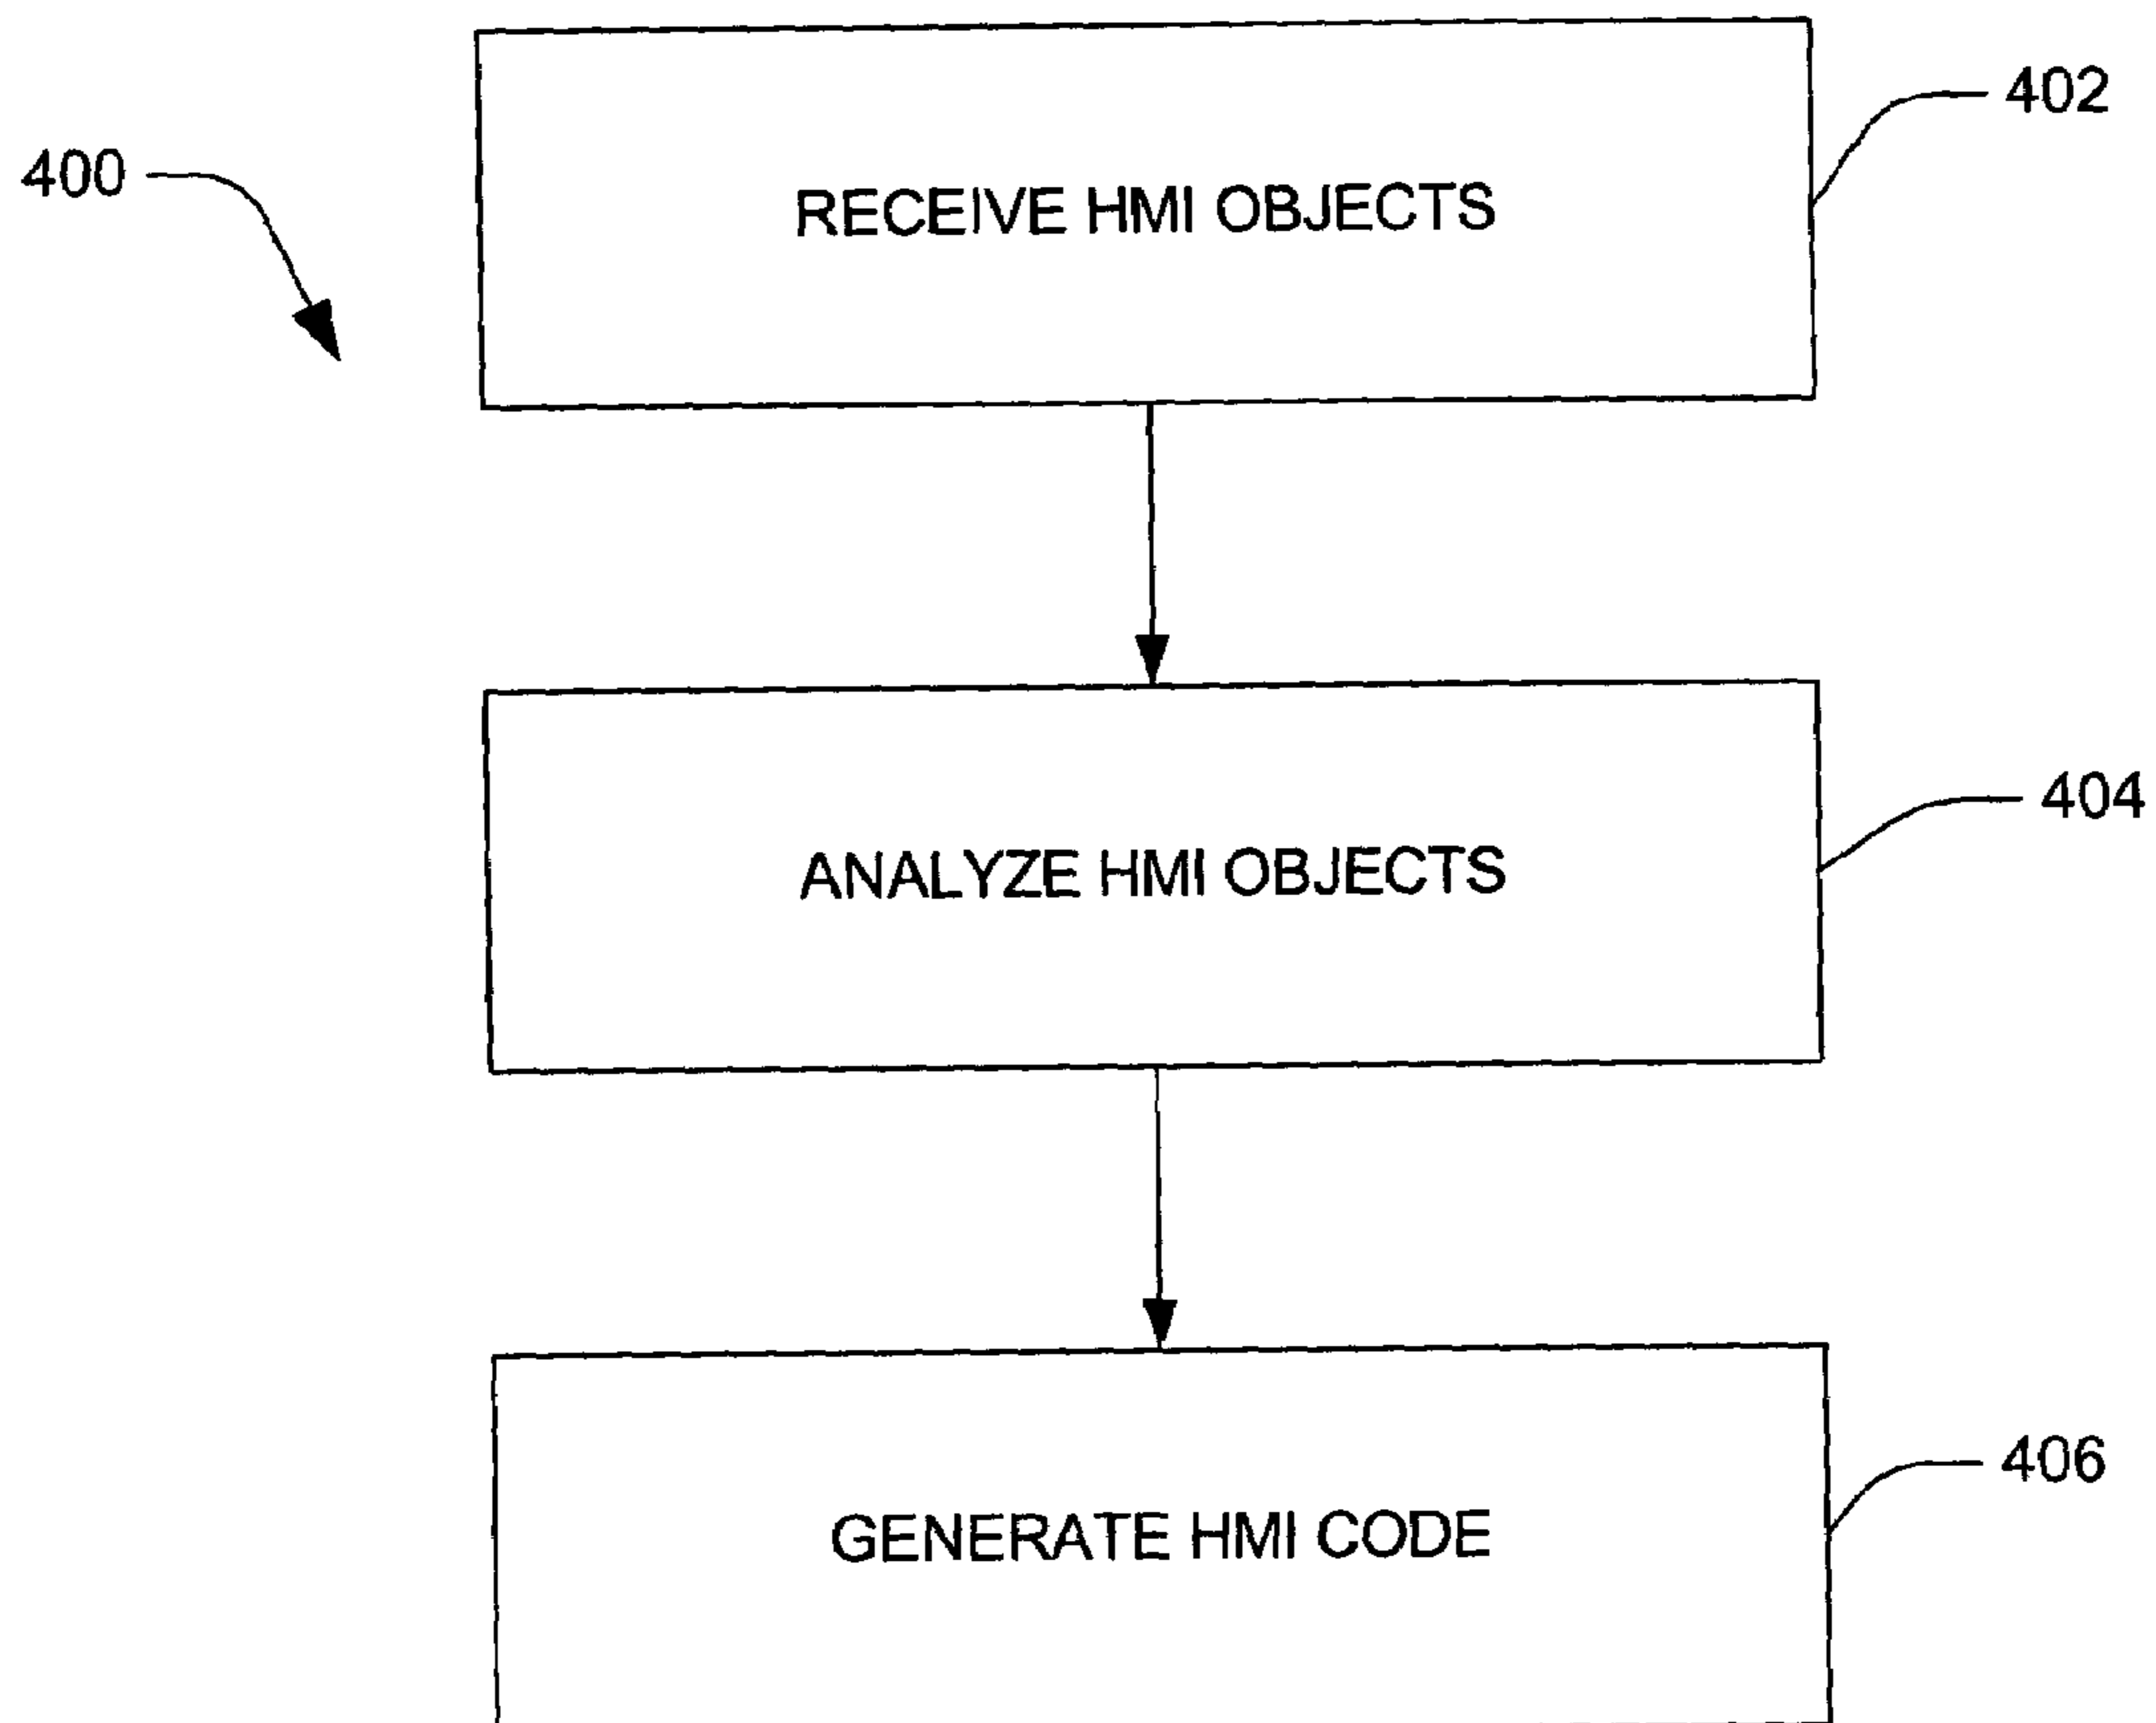 402
400
RECEIVE HMI OBJECTS
404
ANALYZE HMI OBJECTS
406
GENERATE HMI CODE